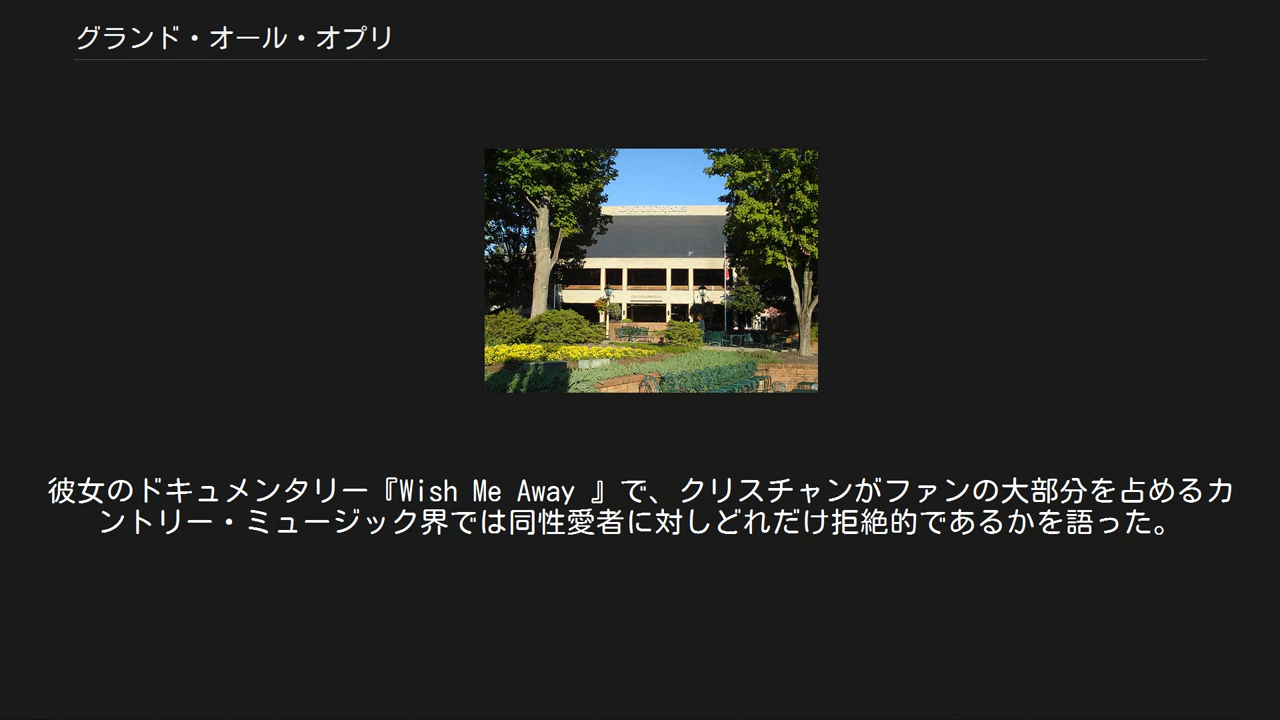 グランド・オール・オプリ
彼女のドキュメンタリー『Wish Me Away 』で、クリスチャンがファンの大部分を占めるカ
ントリー・ミュージック界では同性愛者に対しどれだけ拒絶的であるかを語った。